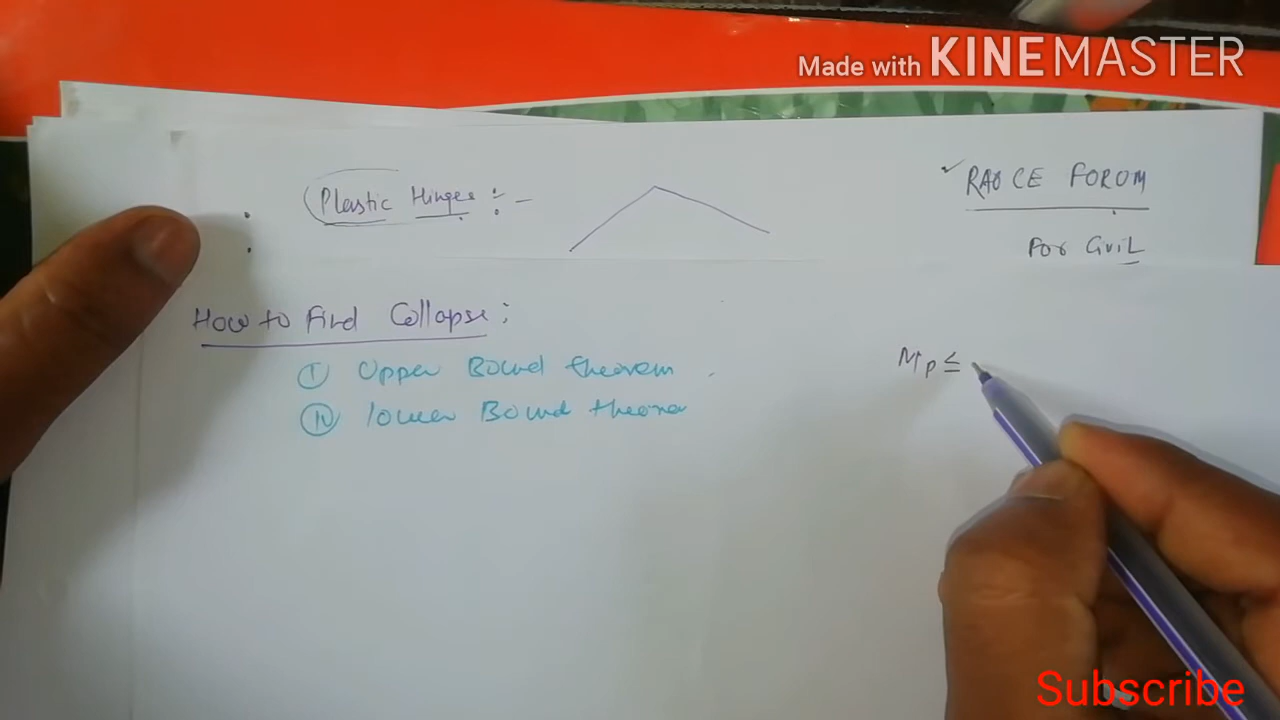 Made with KINEMASTER
Plastic Hinges :-
RAO CE FOROM
For Civil
How to Find Collapse:
① Upper Bound theorem
② lower Bound theorem
Mp ≤
Subscribe